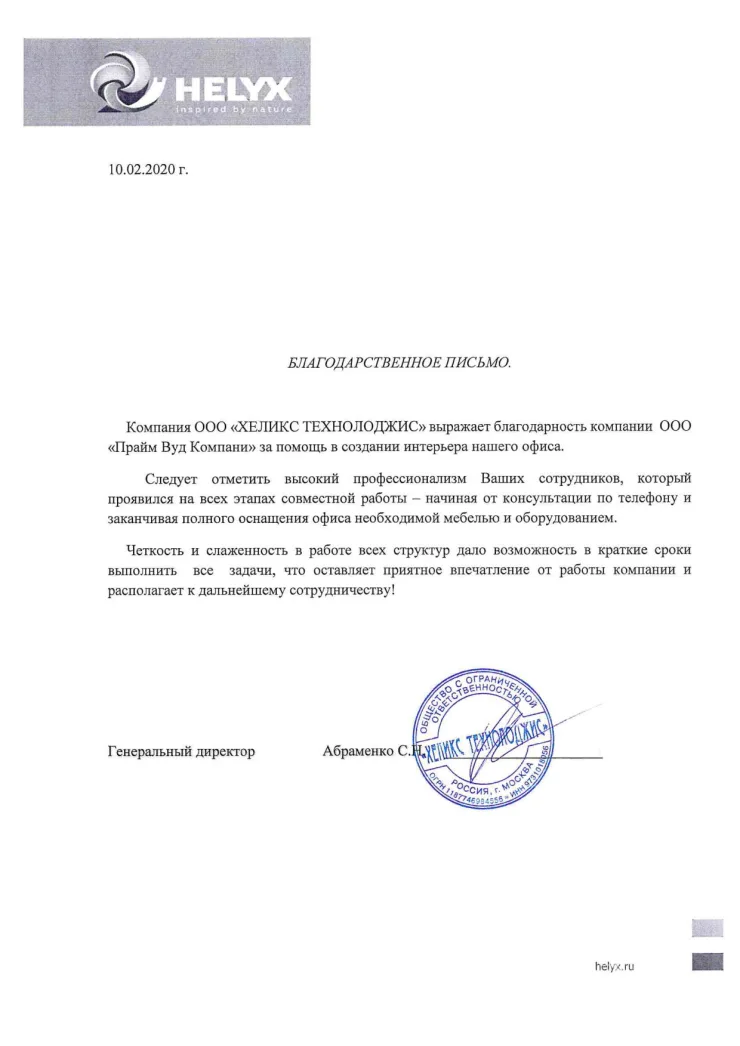 HELYX
inspired by nature
10.02.2020 г.
БЛАГОДАРСТВЕННОЕ ПИСЬМО.
Компания ООО «ХЕЛИКС ТЕХНОЛОДЖИС» выражает благодарность компании ООО
«Прайм Вуд Компани» за помощь в создании интерьера нашего офиса.
Следует отметить высокий профессионализм Ваших сотрудников, который
проявился на всех этапах совместной работы – начиная от консультации по телефону и
заканчивая полного оснащения офиса необходимой мебелью и оборудованием.
Четкость и слаженность в работе всех структур дало возможность в краткие сроки
выполнить все задачи, что оставляет приятное впечатление от работы компании и
располагает к дальнейшему сотрудничеству!
Генеральный директор Абраменко С.Н.
ОБЩЕСТВО С ОГРАНИЧЕННОЙ
ОТВЕТСТВЕННОСТЬЮ
«ХЕЛИКС ТЕХНОЛОДЖИС»
РОССИЯ, г. МОСКВА
ОГРН ИНН
helyx.ru